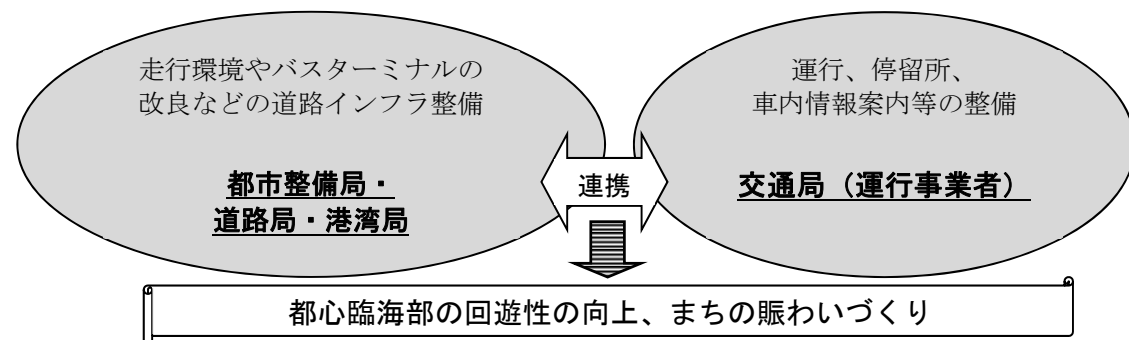 走行環境やバスターミナルの
改良などの道路インフラ整備
都市整備局・
道路局・港湾局
連携
運行、停留所、
車内情報案内等の整備
交通局（運行事業者）
都心臨海部の回遊性の向上、まちの賑わいづくり